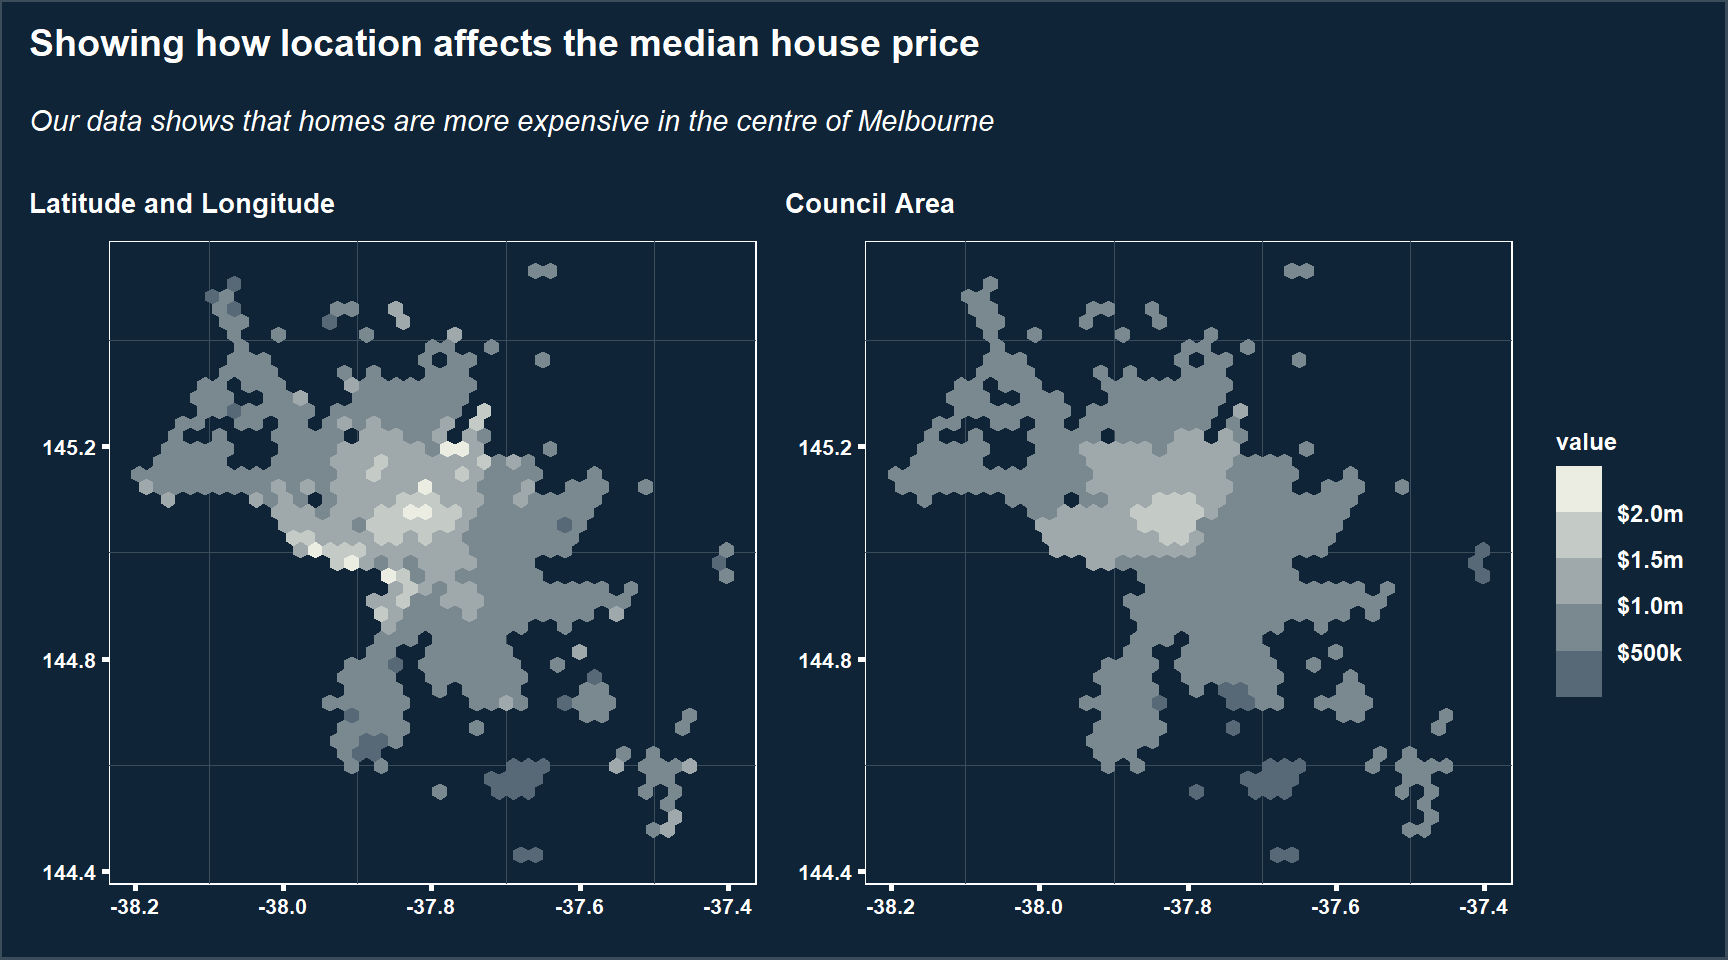 Showing how location affects the median house price
Our data shows that homes are more expensive in the centre of Melbourne
Latitude and Longitude
145.2
144.8
144.4
-38.2
-38.0
-37.8
-37.6
-37.4
Council Area
145.2
144.8
144.4
-38.2
-38.0
-37.8
-37.6
-37.4
value
$2.0m
$1.5m
$1.0m
$500k